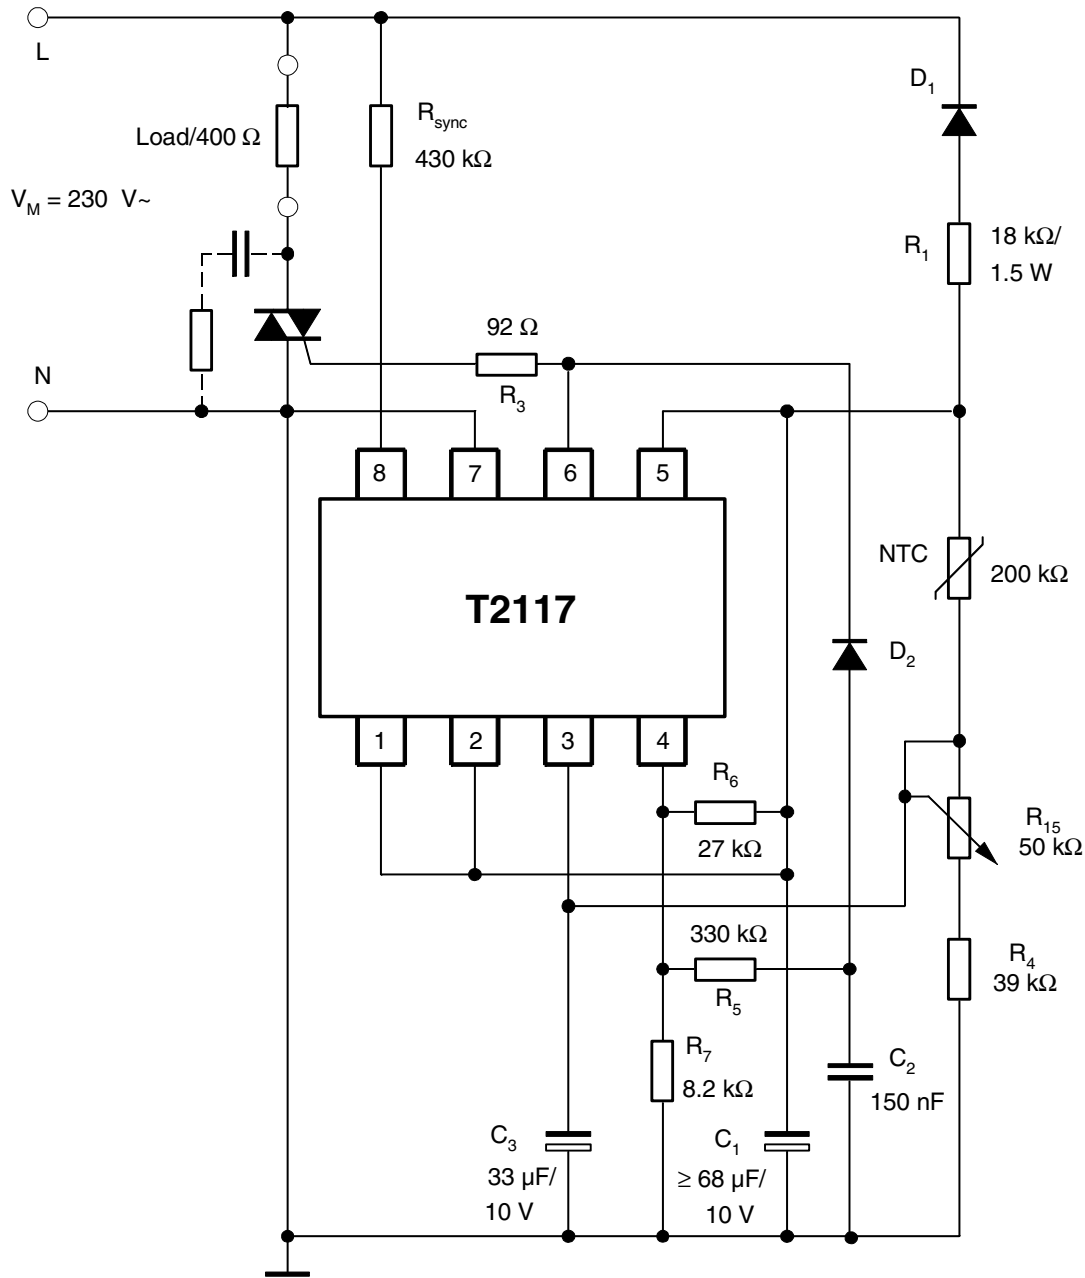 L
D1
Rsync
430 kΩ
Load/400 Ω
VM = 230 V~
R1
18 kΩ/
1.5 W
92 Ω
R3
N
8
7
6
5
NTC
200 kΩ
T2117
D2
1
2
3
4
R6
27 kΩ
R15
50 kΩ
330 kΩ
R5
R4
39 kΩ
R7
8.2 kΩ
C2
150 nF
C3
33 µF/
10 V
C1
≥ 68 µF/
10 V